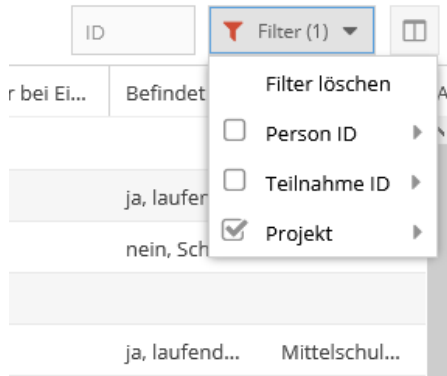 ID Filter (1)
r bei Ei... Befindet A
Filter löschen
Person ID
Teilnahme ID
Projekt
ja, laufen
nein, Sch
ja, laufend... Mittelschul...